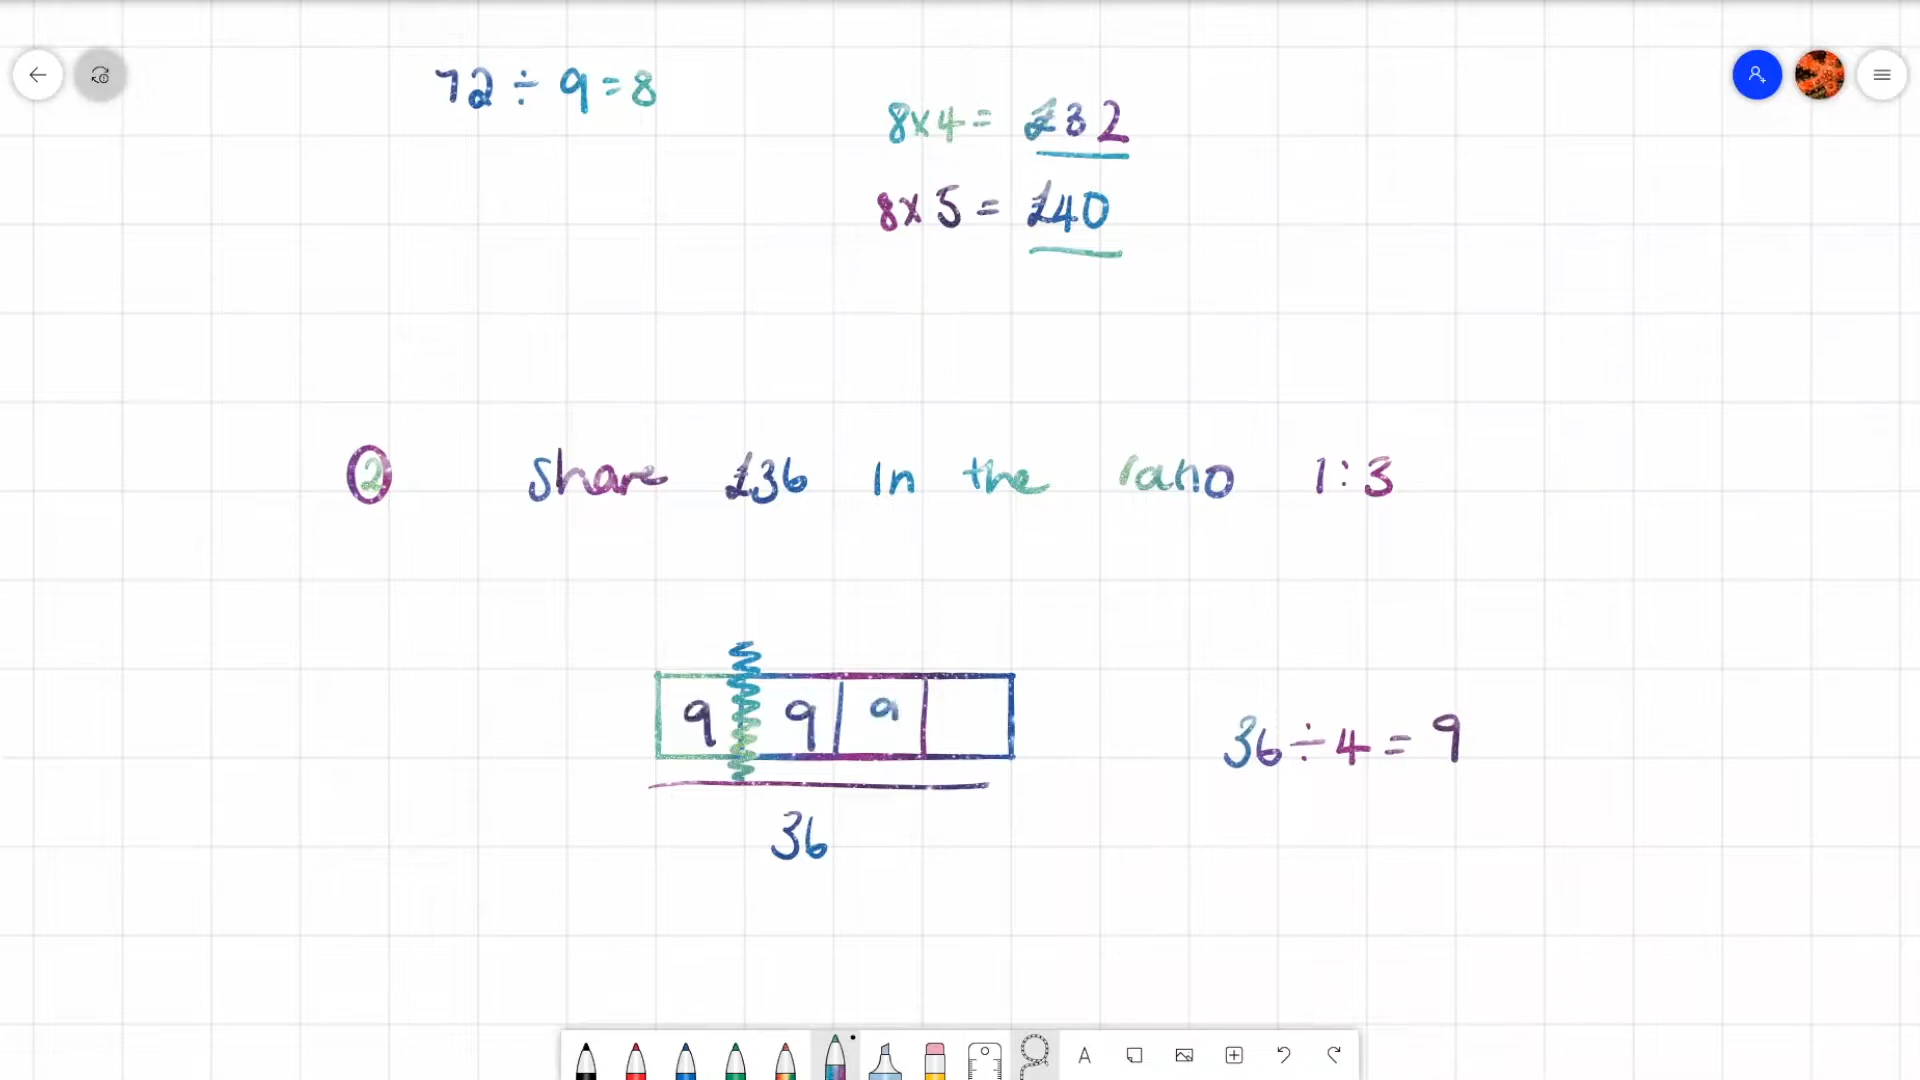 72 ÷ 9 = 8
8 x 4 = £32
8 x 5 = £40
2 Share £36 in the ratio 1:3
9 9 9
36 ÷ 4 = 9
36
A